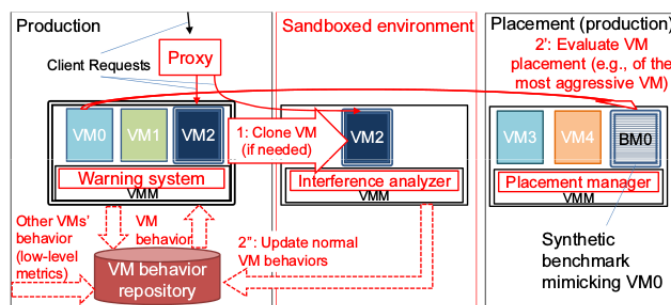 Production
Sandboxed environment
Placement (production)
Proxy
Client Requests
2': Evaluate VM
placement (e.g., of the
most aggressive VM)
VM0
VM1
VM2
1: Clone VM
(if needed)
VM2
VM3
VM4
BM0
Warning system
VMM
Interference analyzer
VMM
Placement manager
VMM
Other VMs'
behavior
(low-level
metrics)
VM
behavior
2": Update normal
VM behaviors
VM behavior
repository
Synthetic
benchmark
mimicking VM0